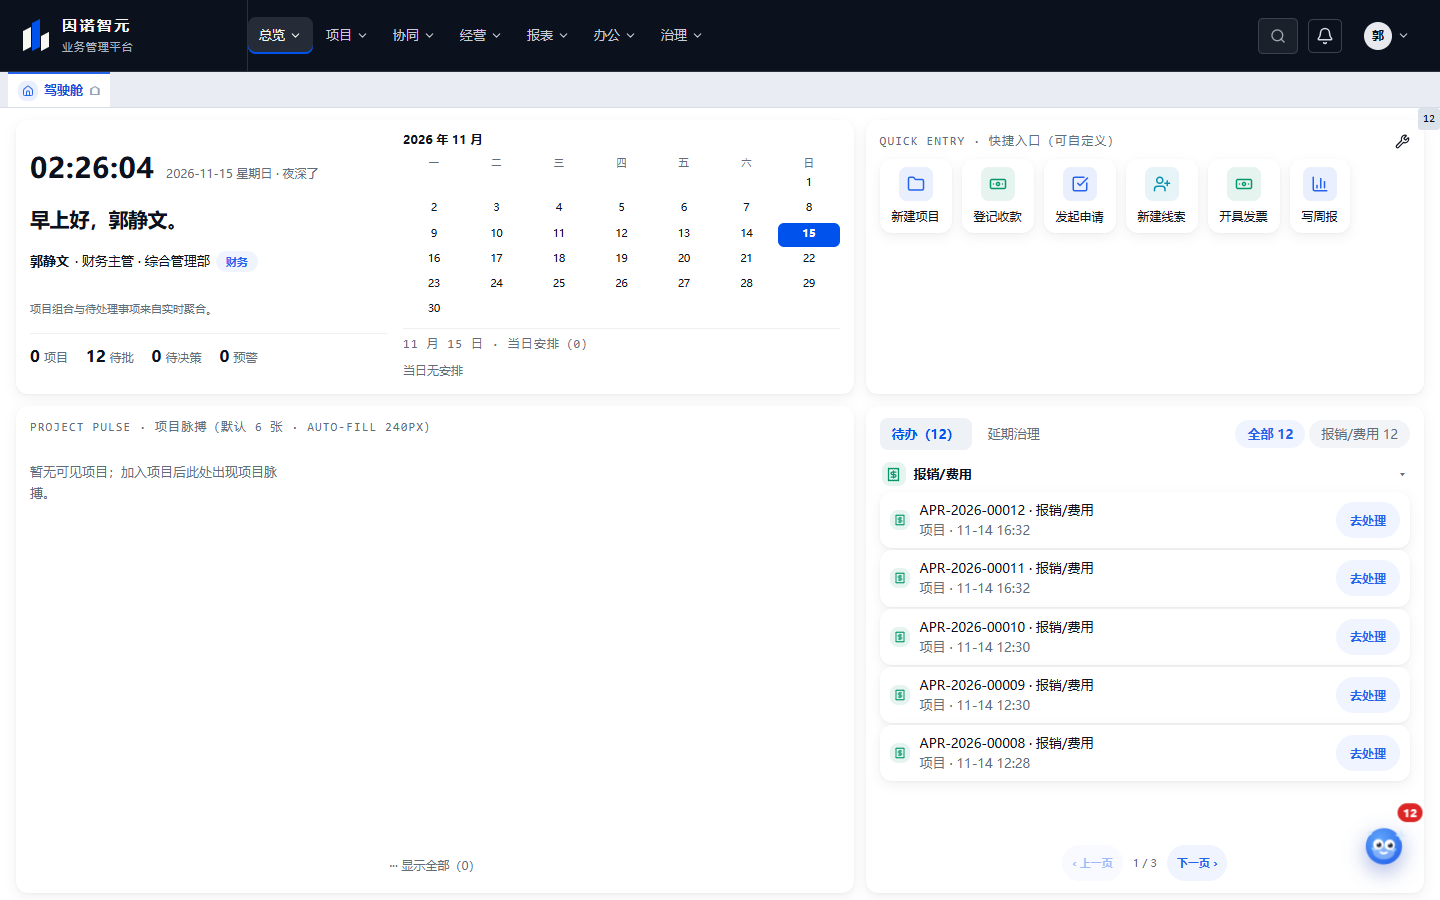 因诺智元
业务管理平台
总览 项目 协同 经营 报表 办公 治理
郭
驾驶舱
12
02:26:04 2026-11-15 星期日 · 夜深了
早上好，郭静文。
郭静文 · 财务主管 · 综合管理部 财务
项目组合与待处理事项来自实时聚合。
0 项目 12 待批 0 待决策 0 预警
2026 年 11 月
一 二 三 四 五 六 日
1
2 3 4 5 6 7 8
9 10 11 12 13 14 15
16 17 18 19 20 21 22
23 24 25 26 27 28 29
30
11 月 15 日 · 当日安排 (0)
当日无安排
QUICK ENTRY · 快捷入口 (可自定义)
新建项目 登记收款 发起申请 新建线索 开具发票 写周报
PROJECT PULSE · 项目脉搏 (默认 6 张 · AUTO-FILL 240PX)
暂无可见项目；加入项目后此处出现项目脉
搏。
··· 显示全部（0）
待办（12） 延期治理 全部 12 报销/费用 12
报销/费用
APR-2026-00012 · 报销/费用
项目 · 11-14 16:32
去处理
APR-2026-00011 · 报销/费用
项目 · 11-14 16:32
去处理
APR-2026-00010 · 报销/费用
项目 · 11-14 12:30
去处理
APR-2026-00009 · 报销/费用
项目 · 11-14 12:30
去处理
APR-2026-00008 · 报销/费用
项目 · 11-14 12:28
去处理
12
‹ 上一页 1 / 3 下一页 ›